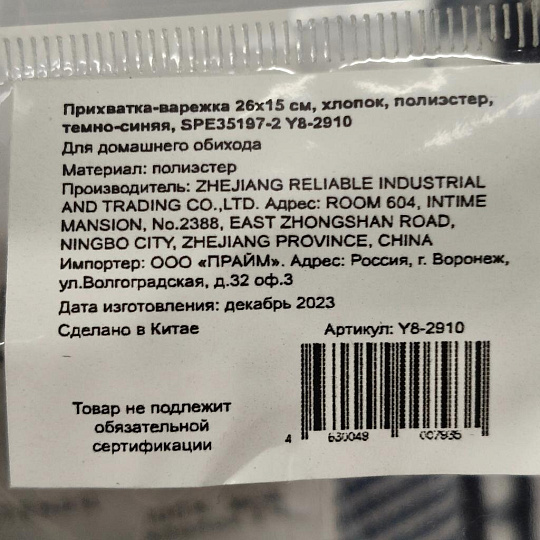 Прихватка-варежка 26х15 см, хлопок, полиэстер,
темно-синяя, SPE35197-2 Y8-2910
Для домашнего обихода
Материал: полиэстер
Производитель: ZHEJIANG RELIABLE INDUSTRIAL
AND TRADING CO.,LTD. Адрес: ROOM 604, INTIME
MANSION, No.2388, EAST ZHONGSHAN ROAD,
NINGBO CITY, ZHEJIANG PROVINCE, CHINA
Импортер: ООО «ПРАЙМ». Адрес: Россия, г. Воронеж,
ул.Волгоградская, д.32 оф.3
Дата изготовления: декабрь 2023
Сделано в Китае
Артикул: Y8-2910
Товар не подлежит
обязательной
сертификации
4 630049 007935